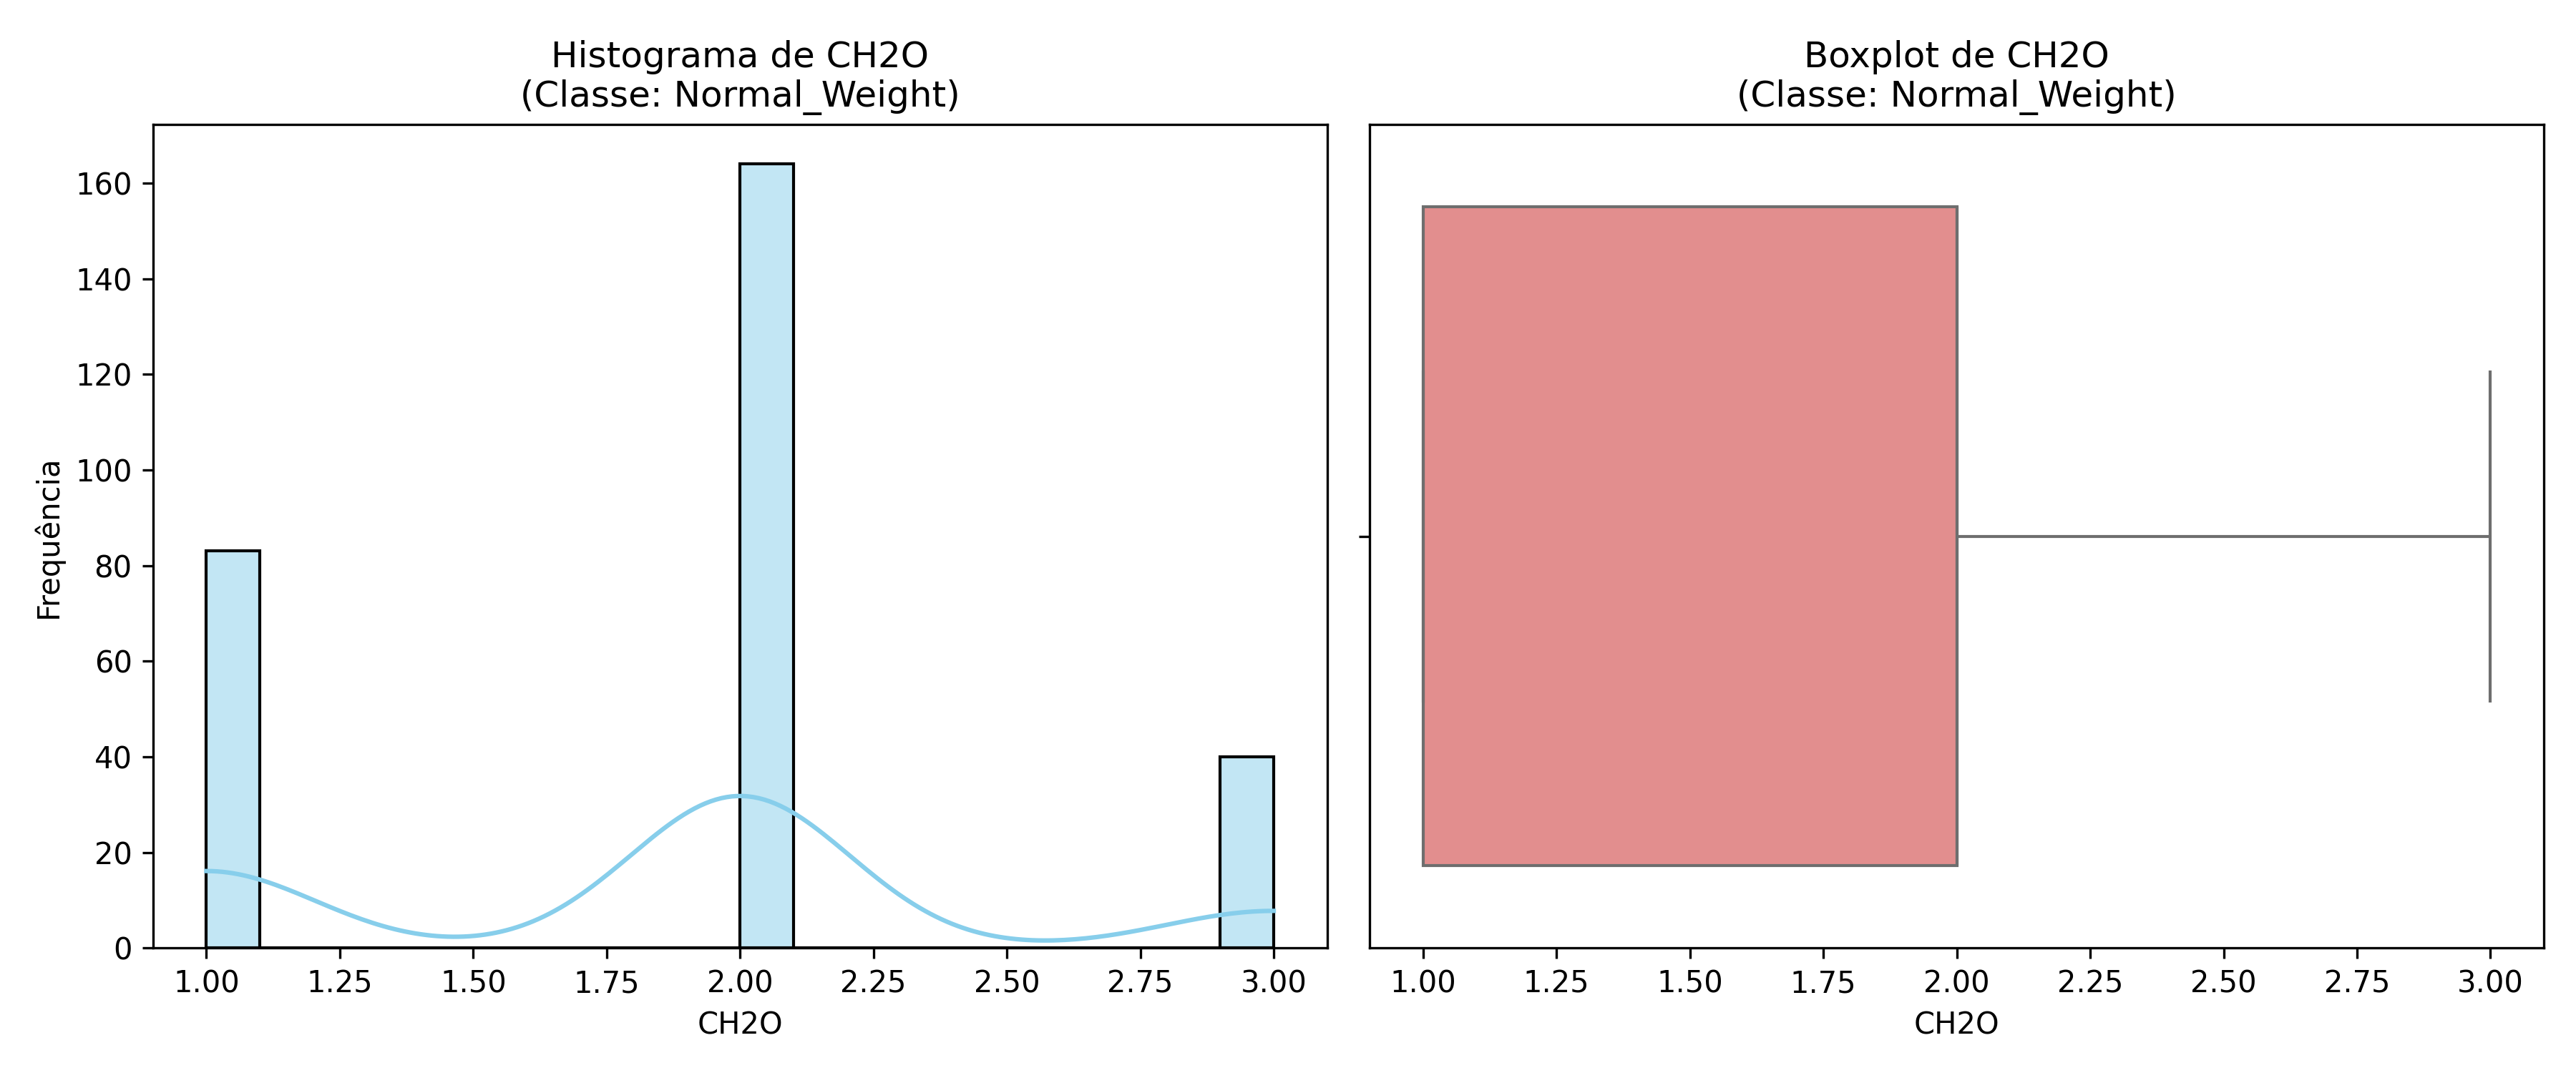 Histograma de CH2O
(Classe: Normal_Weight)
Frequência
160
140
120
100
80
60
40
20
0
1.00 1.25 1.50 1.75 2.00 2.25 2.50 2.75 3.00
CH2O
Boxplot de CH2O
(Classe: Normal_Weight)
1.00 1.25 1.50 1.75 2.00 2.25 2.50 2.75 3.00
CH2O